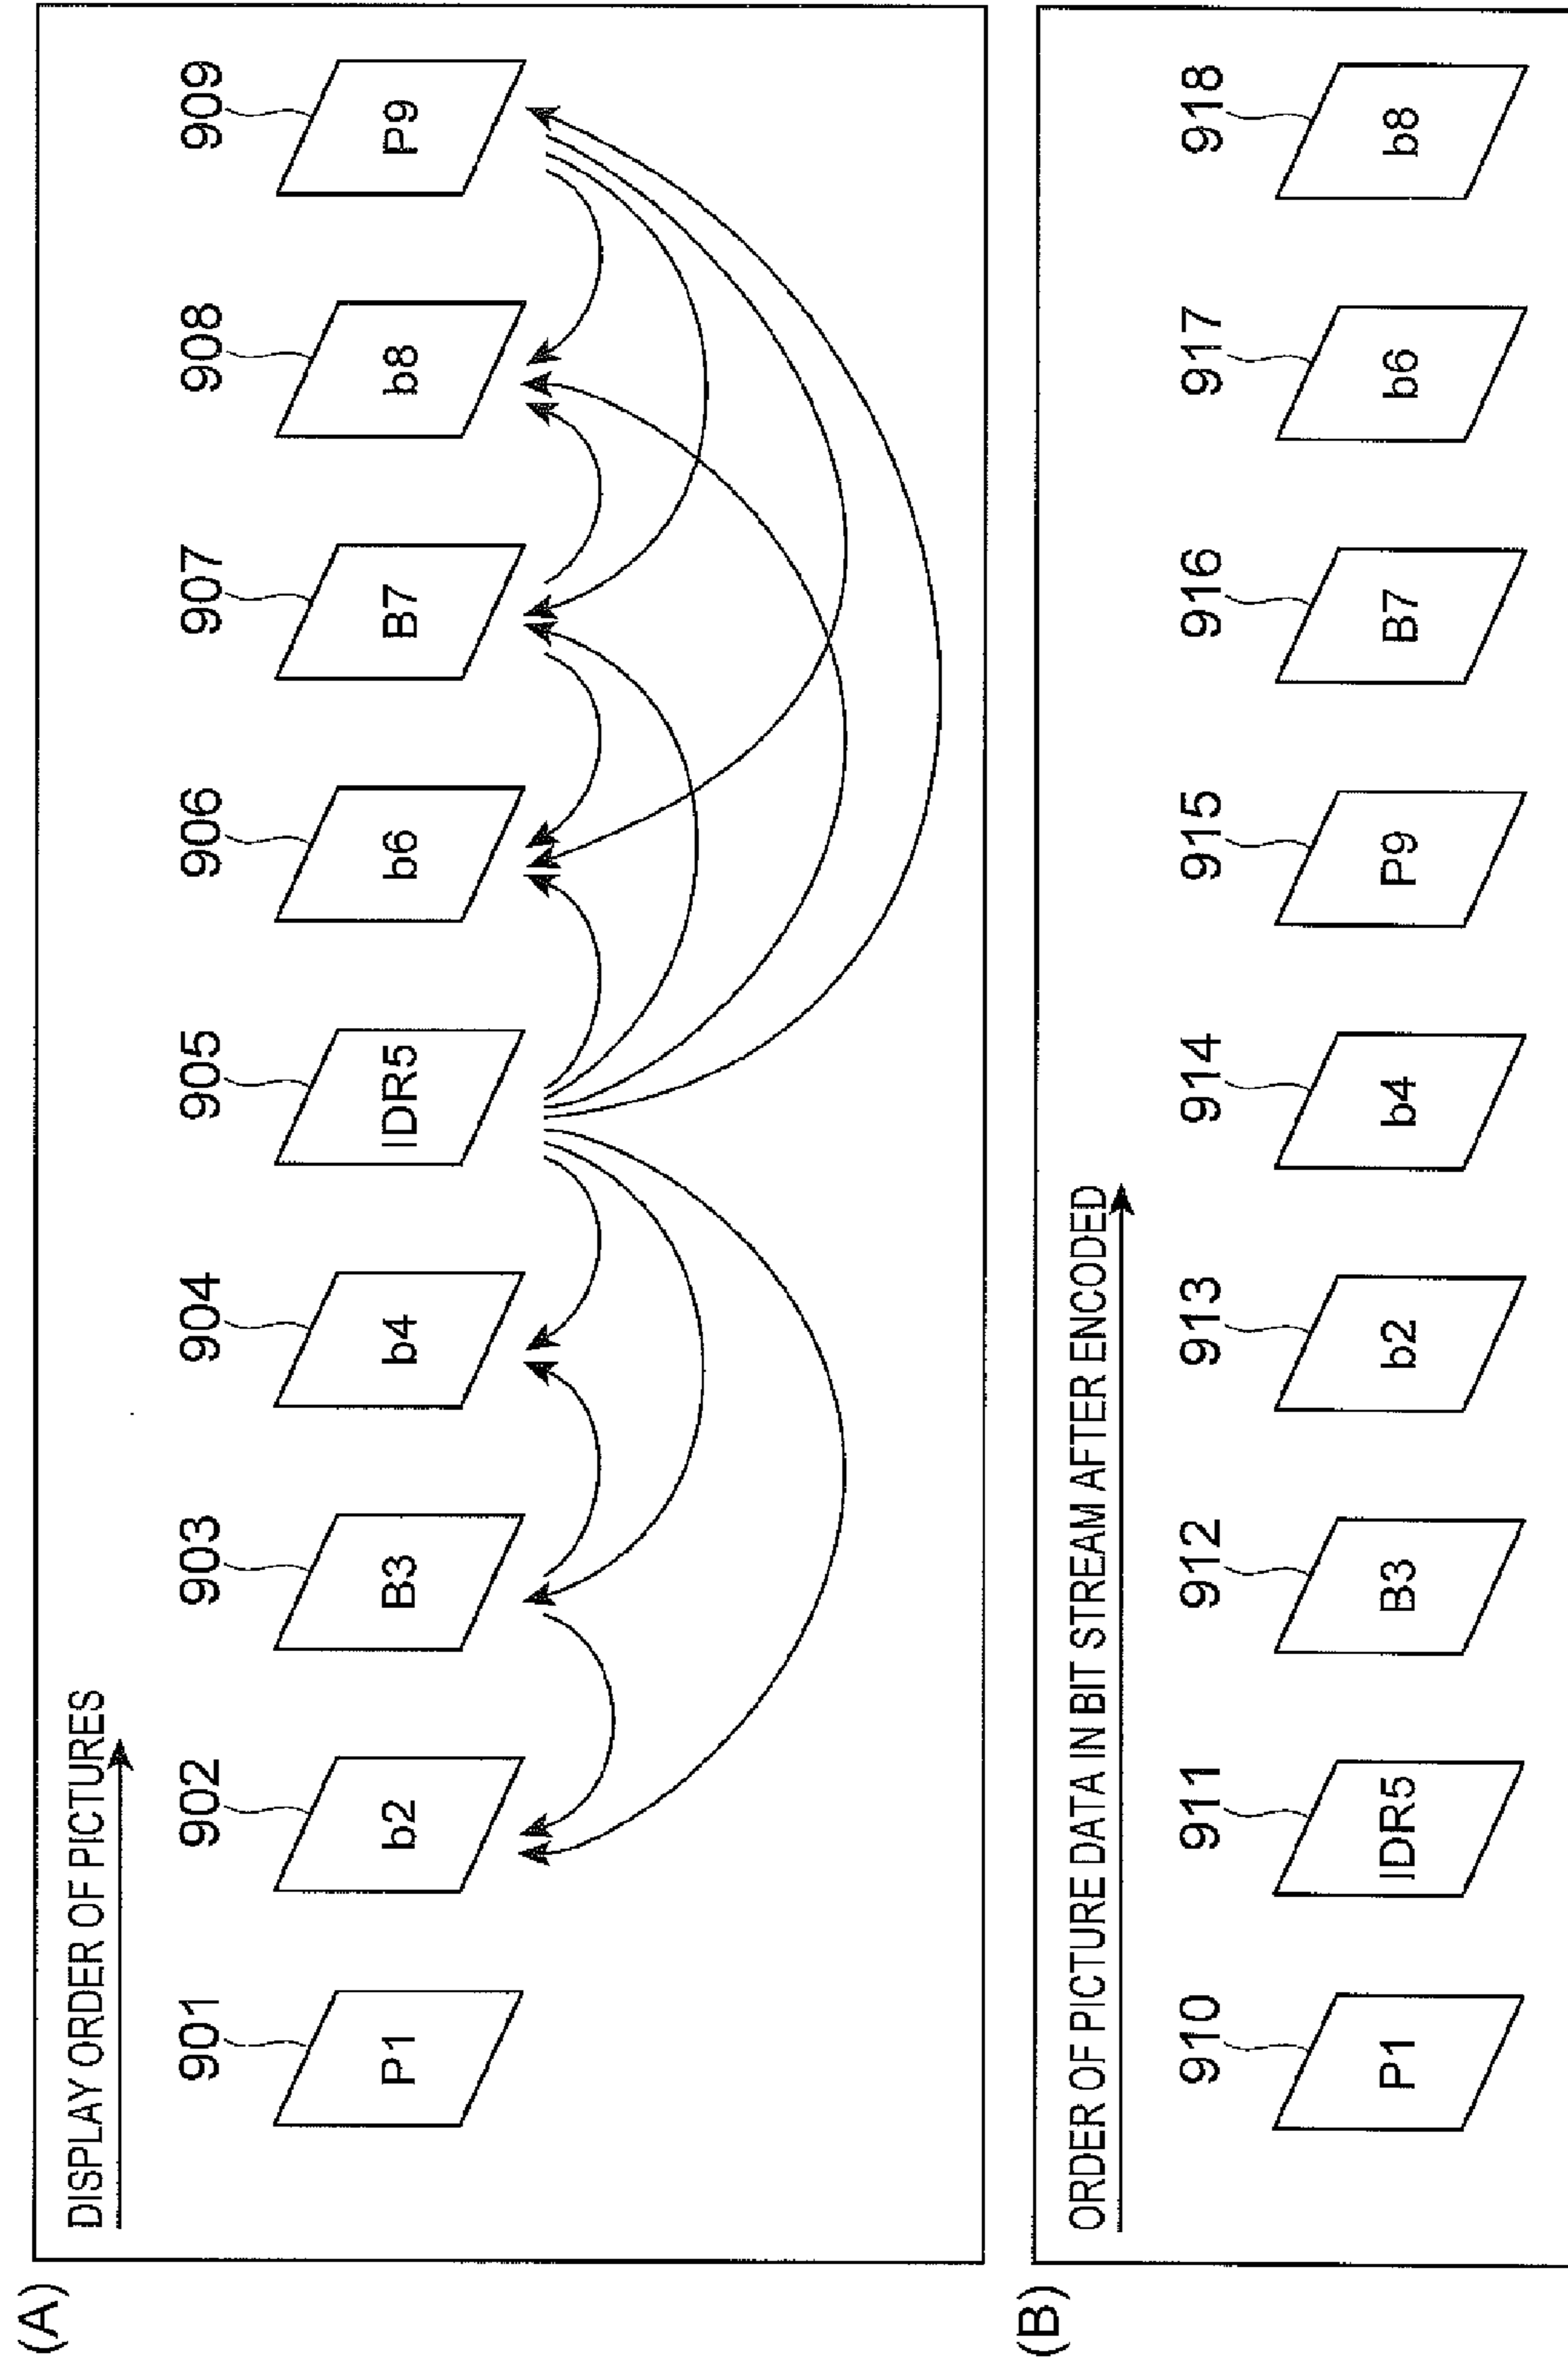 (A)
DISPLAY ORDER OF PICTURES
901 902 903 904 905 906 907 908 909
P1 b2 B3 b4 IDR5 b6 B7 b8 P9
(B)
ORDER OF PICTURE DATA IN BIT STREAM AFTER ENCODED
910 911 912 913 914 915 916 917 918
P1 IDR5 B3 b2 b4 P9 B7 b6 b8